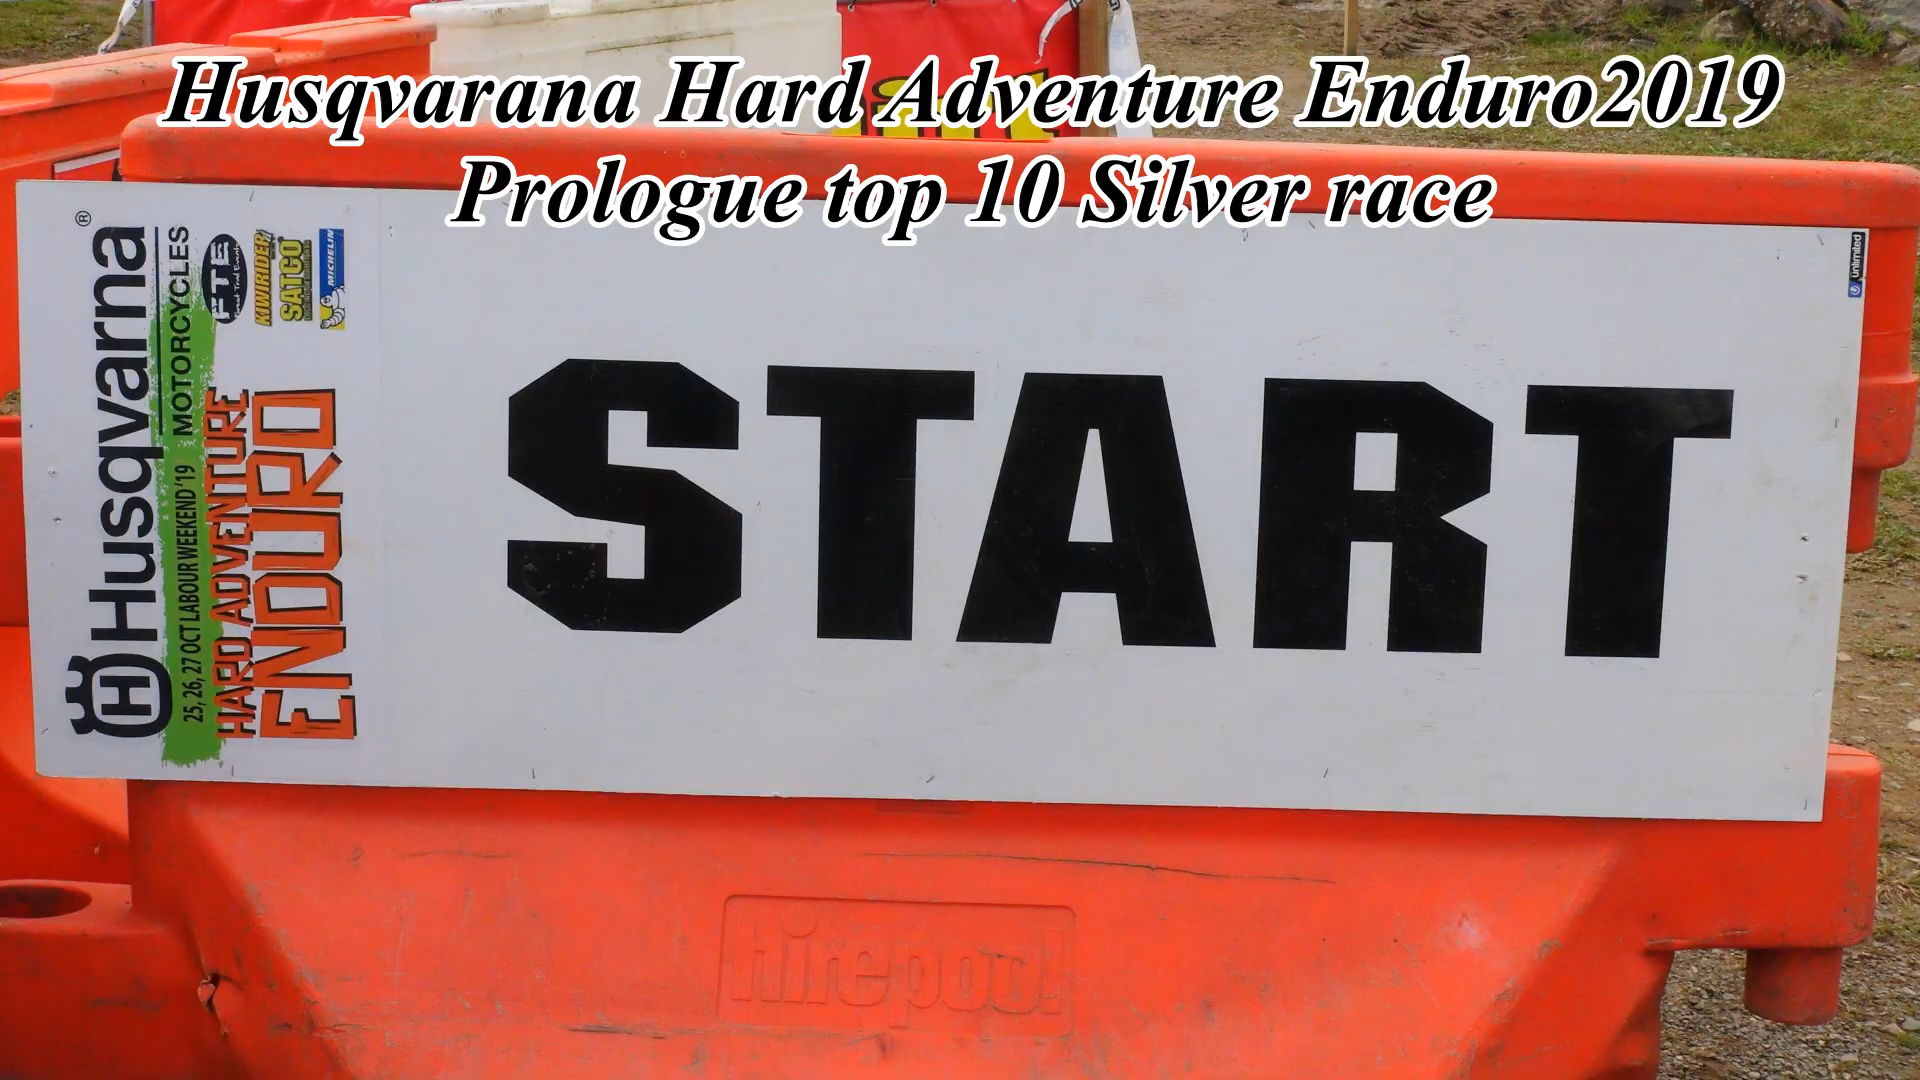 Husqvarana Hard Adventure Enduro2019
Prologue top 10 Silver race
Husqvarna®
MOTORCYCLES
25, 26, 27 OCT LABOUR WEEKEND '19
HARD ADVENTURE
ENDURO
FTE
KIWIRIDER
SATCO
MICHELIN
START
unlimited
hirepool